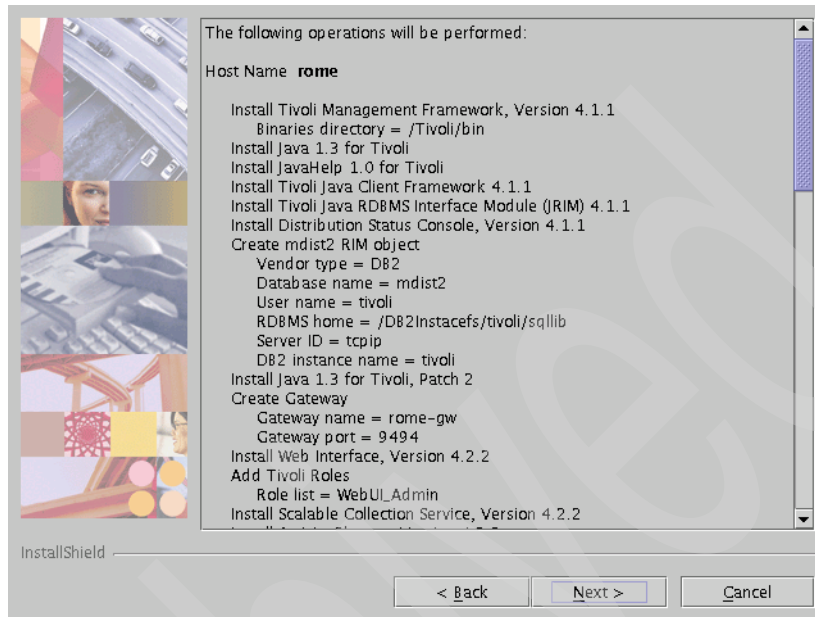 The following operations will be performed:
Host Name rome
Install Tivoli Management Framework, Version 4.1.1
Binaries directory = /Tivoli/bin
Install Java 1.3 for Tivoli
Install JavaHelp 1.0 for Tivoli
Install Tivoli Java Client Framework 4.1.1
Install Tivoli Java RDBMS Interface Module (JRIM) 4.1.1
Install Distribution Status Console, Version 4.1.1
Create mdist2 RIM object
Vendor type = DB2
Database name = mdist2
User name = tivoli
RDBMS home = /DB2Instacefs/tivoli/sqllib
Server ID = tcpip
DB2 instance name = tivoli
Install Java 1.3 for Tivoli, Patch 2
Create Gateway
Gateway name = rome-gw
Gateway port = 9494
Install Web Interface, Version 4.2.2
Add Tivoli Roles
Role list = WebUI_Admin
Install Scalable Collection Service, Version 4.2.2
InstallShield
< Back
Next >
Cancel